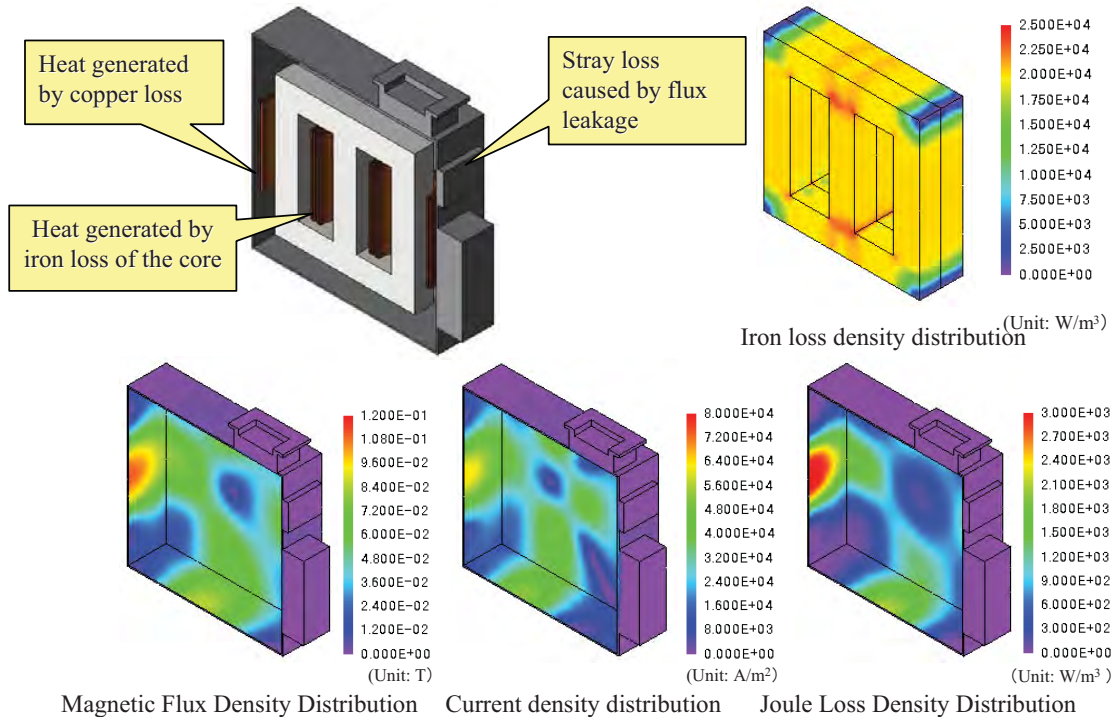 Heat generated
by copper loss
Stray loss
caused by flux
leakage
Heat generated by
iron loss of the core
2.500E+04
2.250E+04
2.000E+04
1.750E+04
1.500E+04
1.250E+04
1.000E+04
7.500E+03
5.000E+03
2.500E+03
0.000E+00
(Unit: W/m³)
Iron loss density distribution
1.200E-01
1.080E-01
9.600E-02
8.400E-02
7.200E-02
6.000E-02
4.800E-02
3.600E-02
2.400E-02
1.200E-02
0.000E+00
(Unit: T)
Magnetic Flux Density Distribution
8.000E+04
7.200E+04
6.400E+04
5.600E+04
4.800E+04
4.000E+04
3.200E+04
2.400E+04
1.600E+04
8.000E+03
0.000E+00
(Unit: A/m²)
Current density distribution
3.000E+03
2.700E+03
2.400E+03
2.100E+03
1.800E+03
1.500E+03
1.200E+03
9.000E+02
6.000E+02
3.000E+02
0.000E+00
(Unit: W/m³ )
Joule Loss Density Distribution